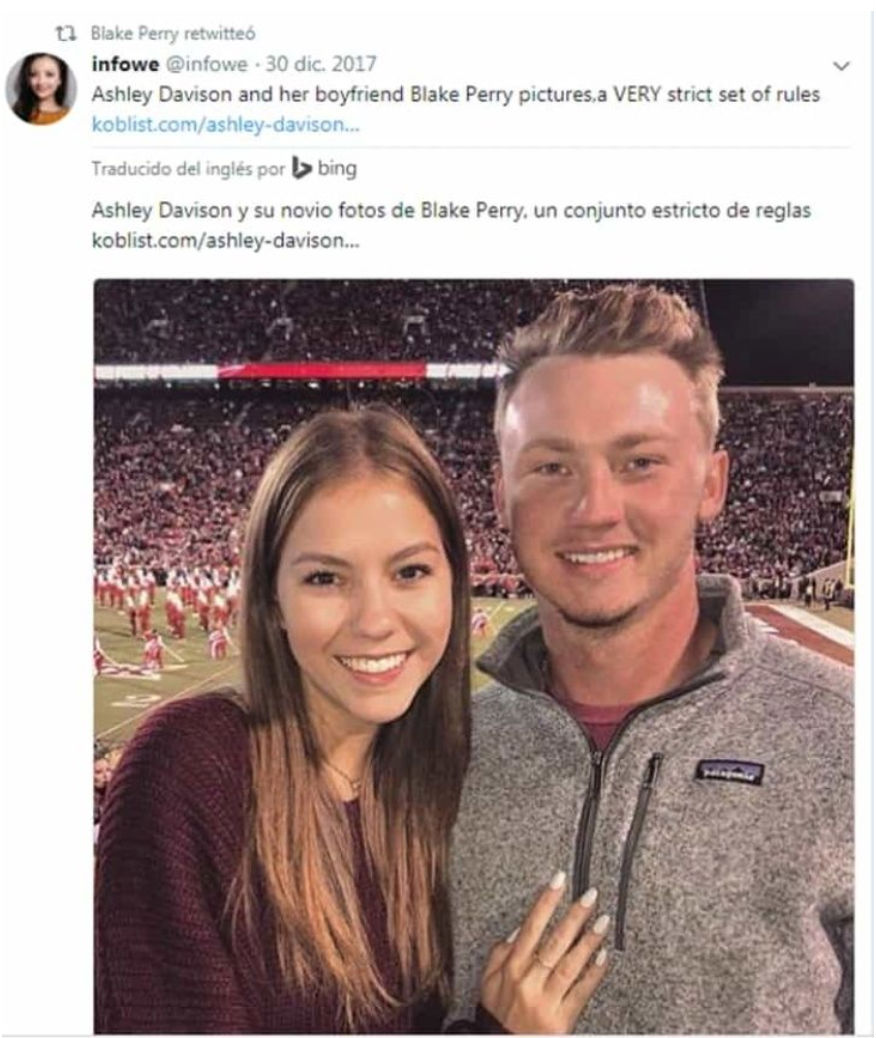 Blake Perry retwitteó
infowe @infowe · 30 dic. 2017
Ashley Davison and her boyfriend Blake Perry pictures,a VERY strict set of rules
koblist.com/ashley-davison...
Traducido del inglés por bing
Ashley Davison y su novio fotos de Blake Perry, un conjunto estricto de reglas
koblist.com/ashley-davison...
patagonia